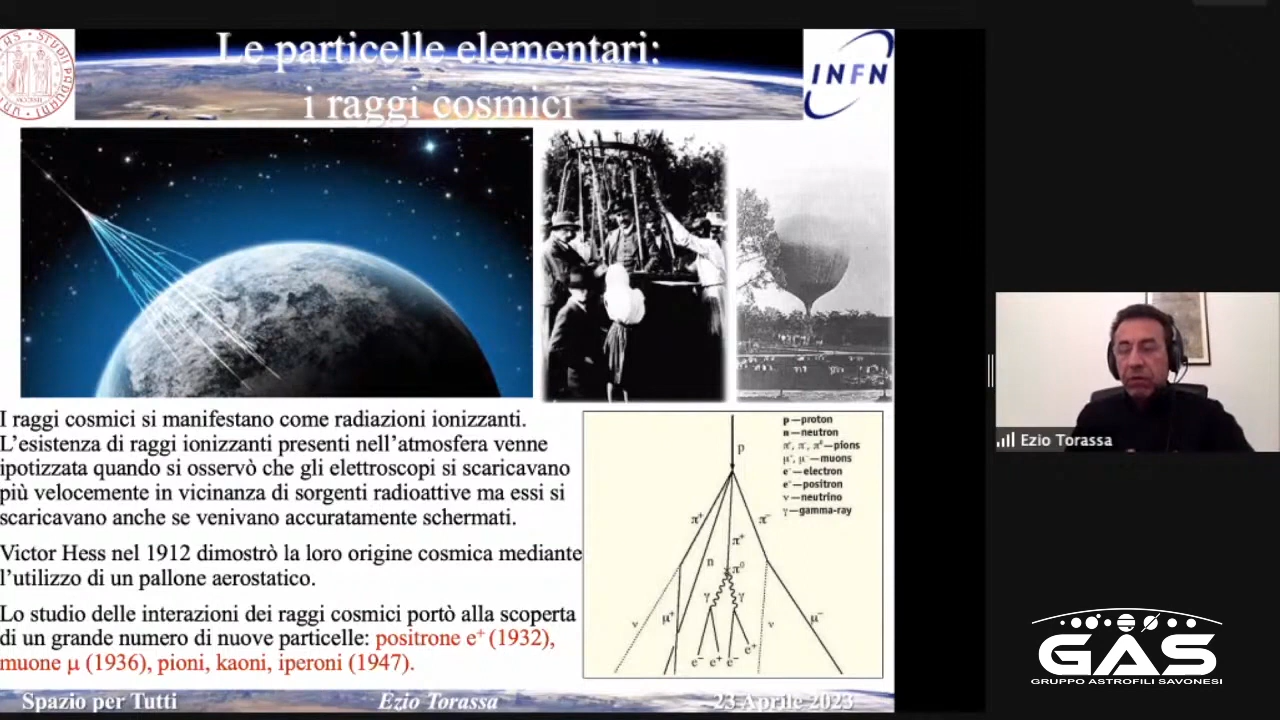 Le particelle elementari:
i raggi cosmici
INFN
I raggi cosmici si manifestano come radiazioni ionizzanti.
L'esistenza di raggi ionizzanti presenti nell'atmosfera venne
ipotizzata quando si osservò che gli elettroscopi si scaricavano
più velocemente in vicinanza di sorgenti radioattive ma essi si
scaricavano anche se venivano accuratamente schermati.
Victor Hess nel 1912 dimostrò la loro origine cosmica mediante
l'utilizzo di un pallone aerostatico.
Lo studio delle interazioni dei raggi cosmici portò alla scoperta
di un grande numero di nuove particelle: positrone e⁺ (1932),
muone μ (1936), pioni, kaoni, iperoni (1947).
p—proton
n—neutron
π⁺, π⁻, π⁰—pions
μ⁺, μ⁻—muons
e⁻—electron
e⁻—positron
ν—neutrino
γ—gamma-ray
p
π⁺ π⁻
π⁺
n π⁰
γ γ
ν μ⁺ ν μ⁻
e⁻ e⁺ e⁻ e⁺
Spazio per Tutti Ezio Torassa 23 Aprile 2023
Ezio Torassa
GAS
GRUPPO ASTROFILI SAVONESI